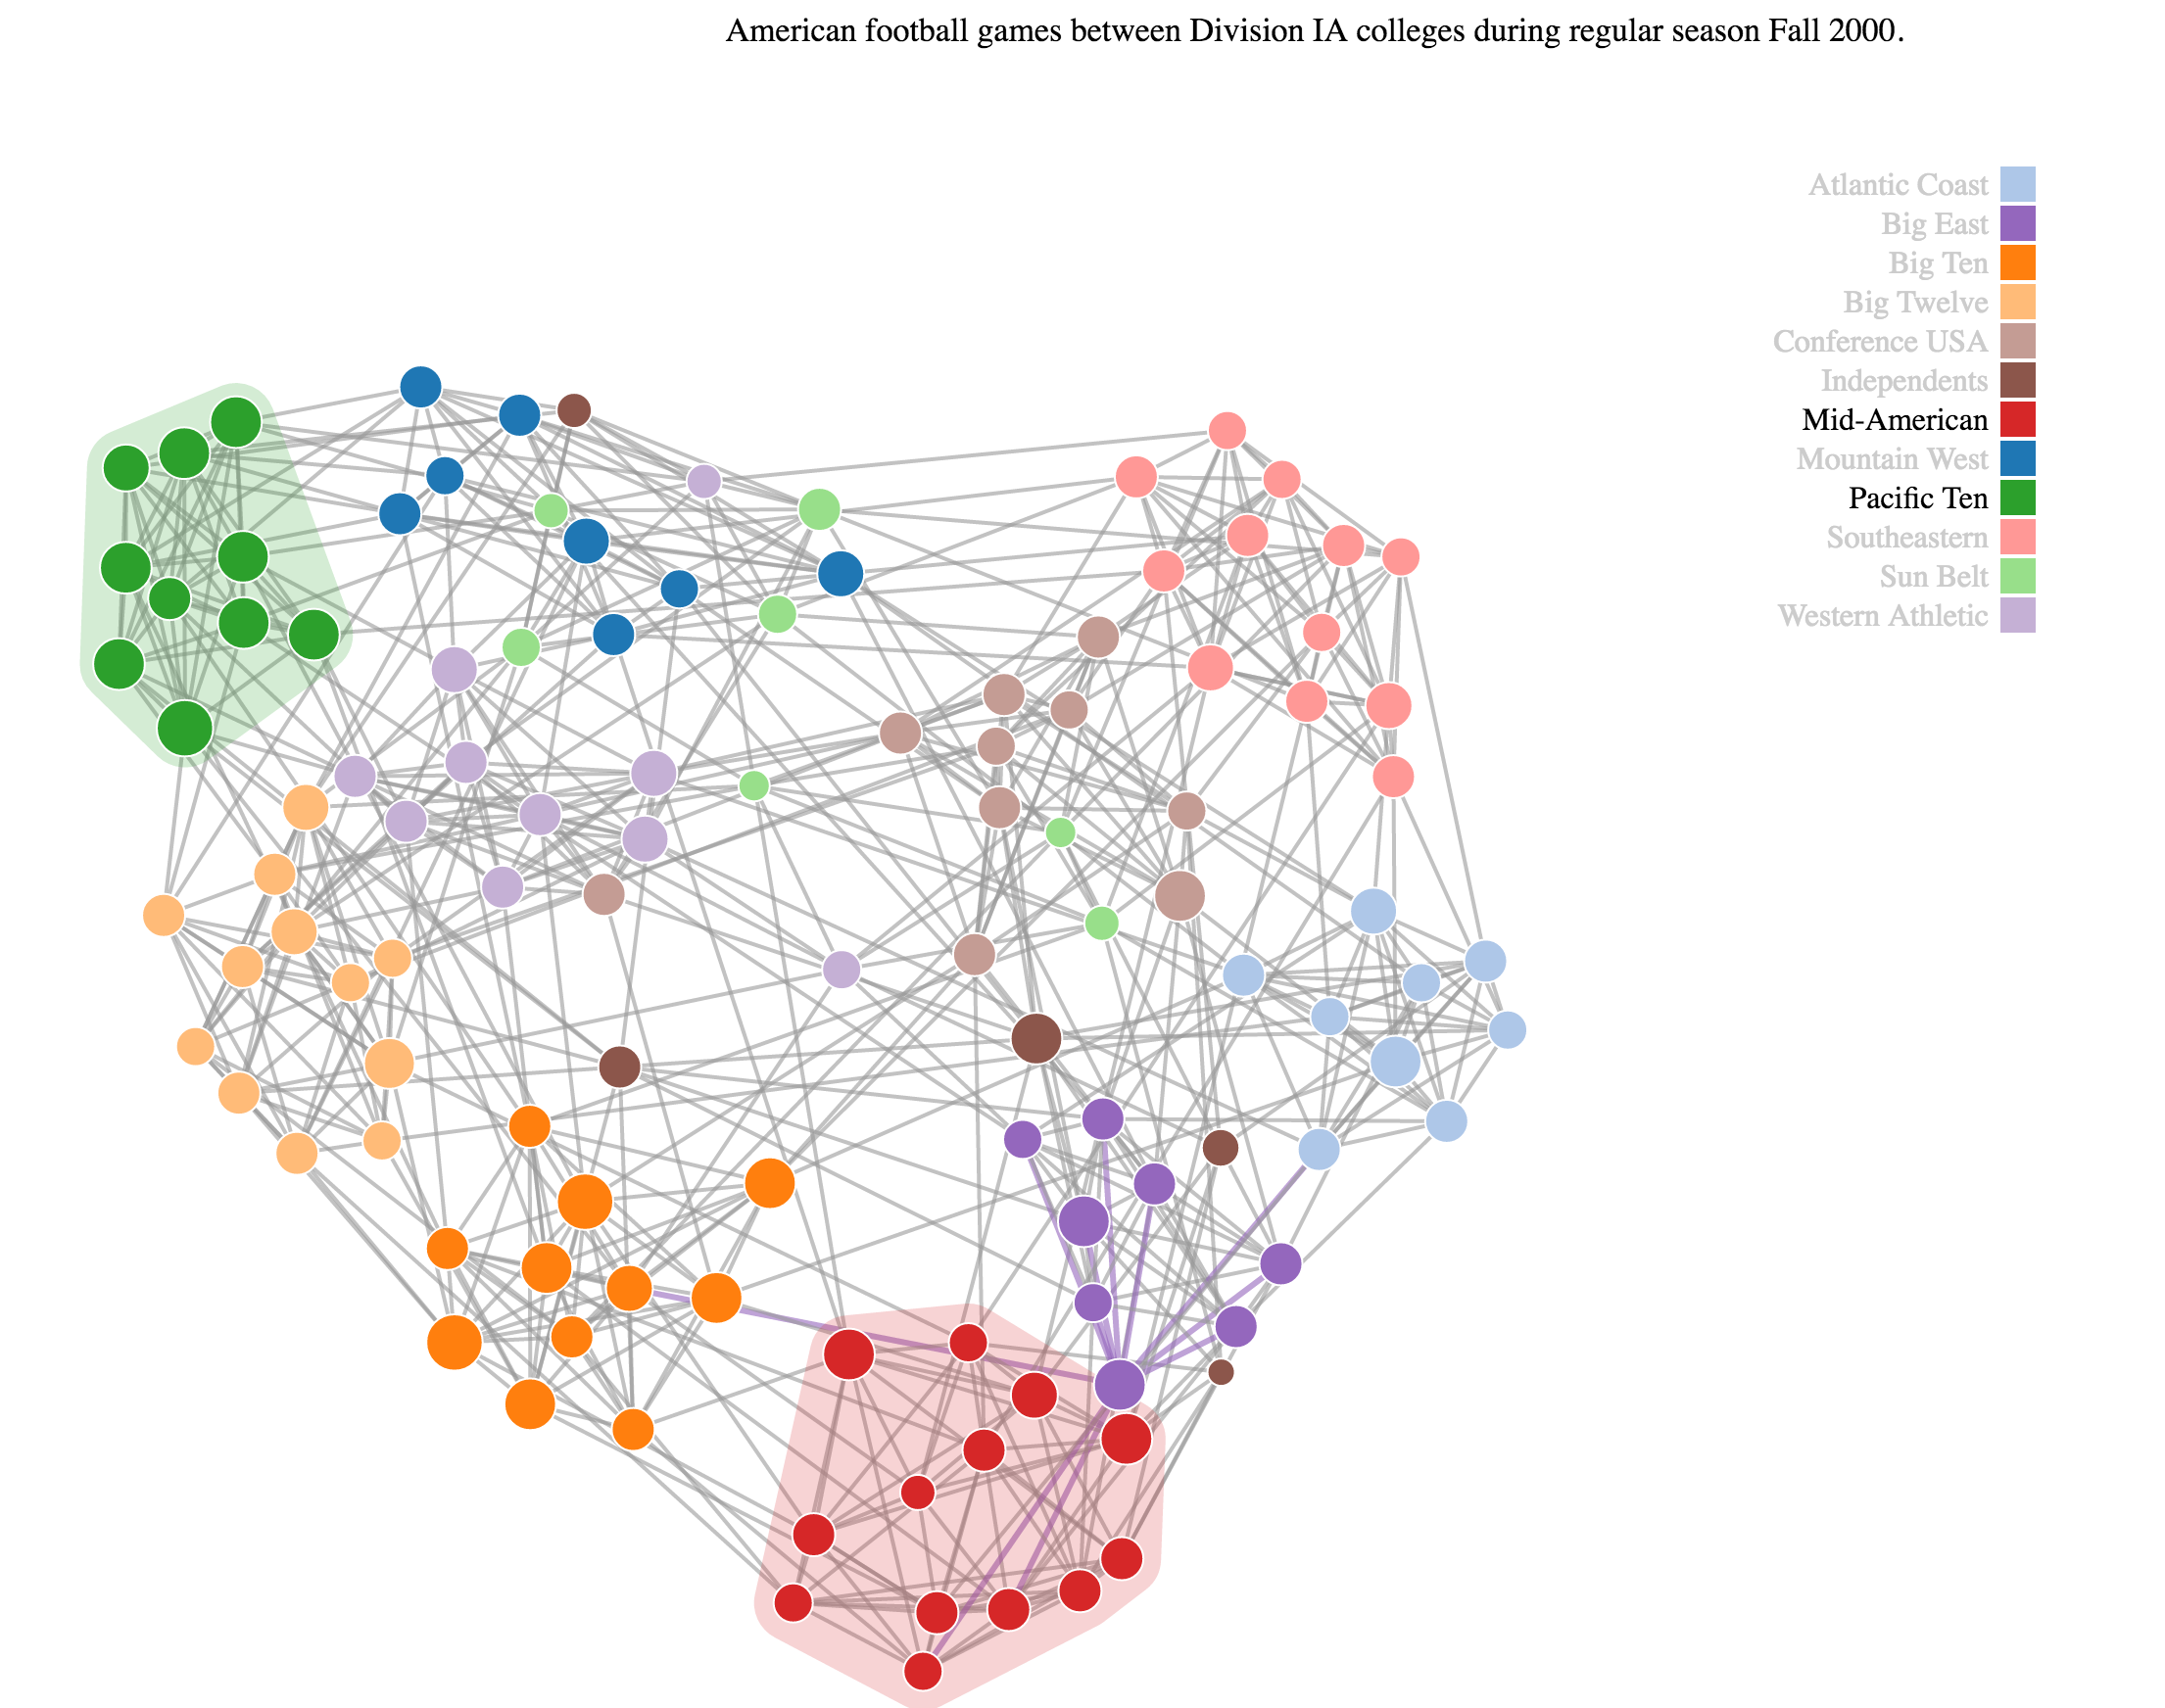 American football games between Division IA colleges during regular season Fall 2000.
Atlantic Coast
Big East
Big Ten
Big Twelve
Conference USA
Independents
Mid-American
Mountain West
Pacific Ten
Southeastern
Sun Belt
Western Athletic